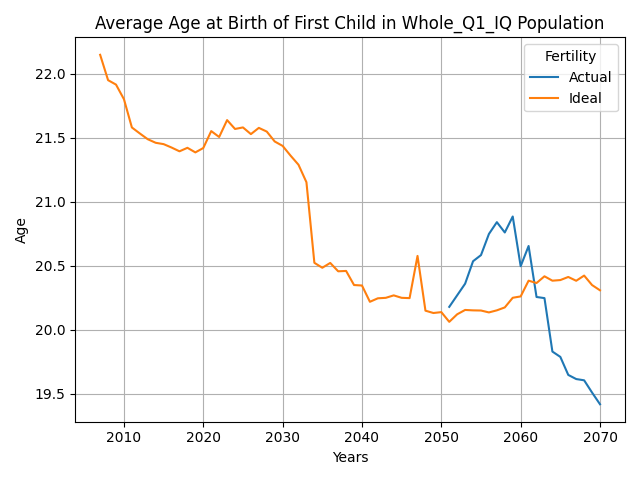 Average Age at Birth of First Child in Whole_Q1_IQ Population
Fertility
Actual
Ideal
Age
22.0
21.5
21.0
20.5
20.0
19.5
2010 2020 2030 2040 2050 2060 2070
Years